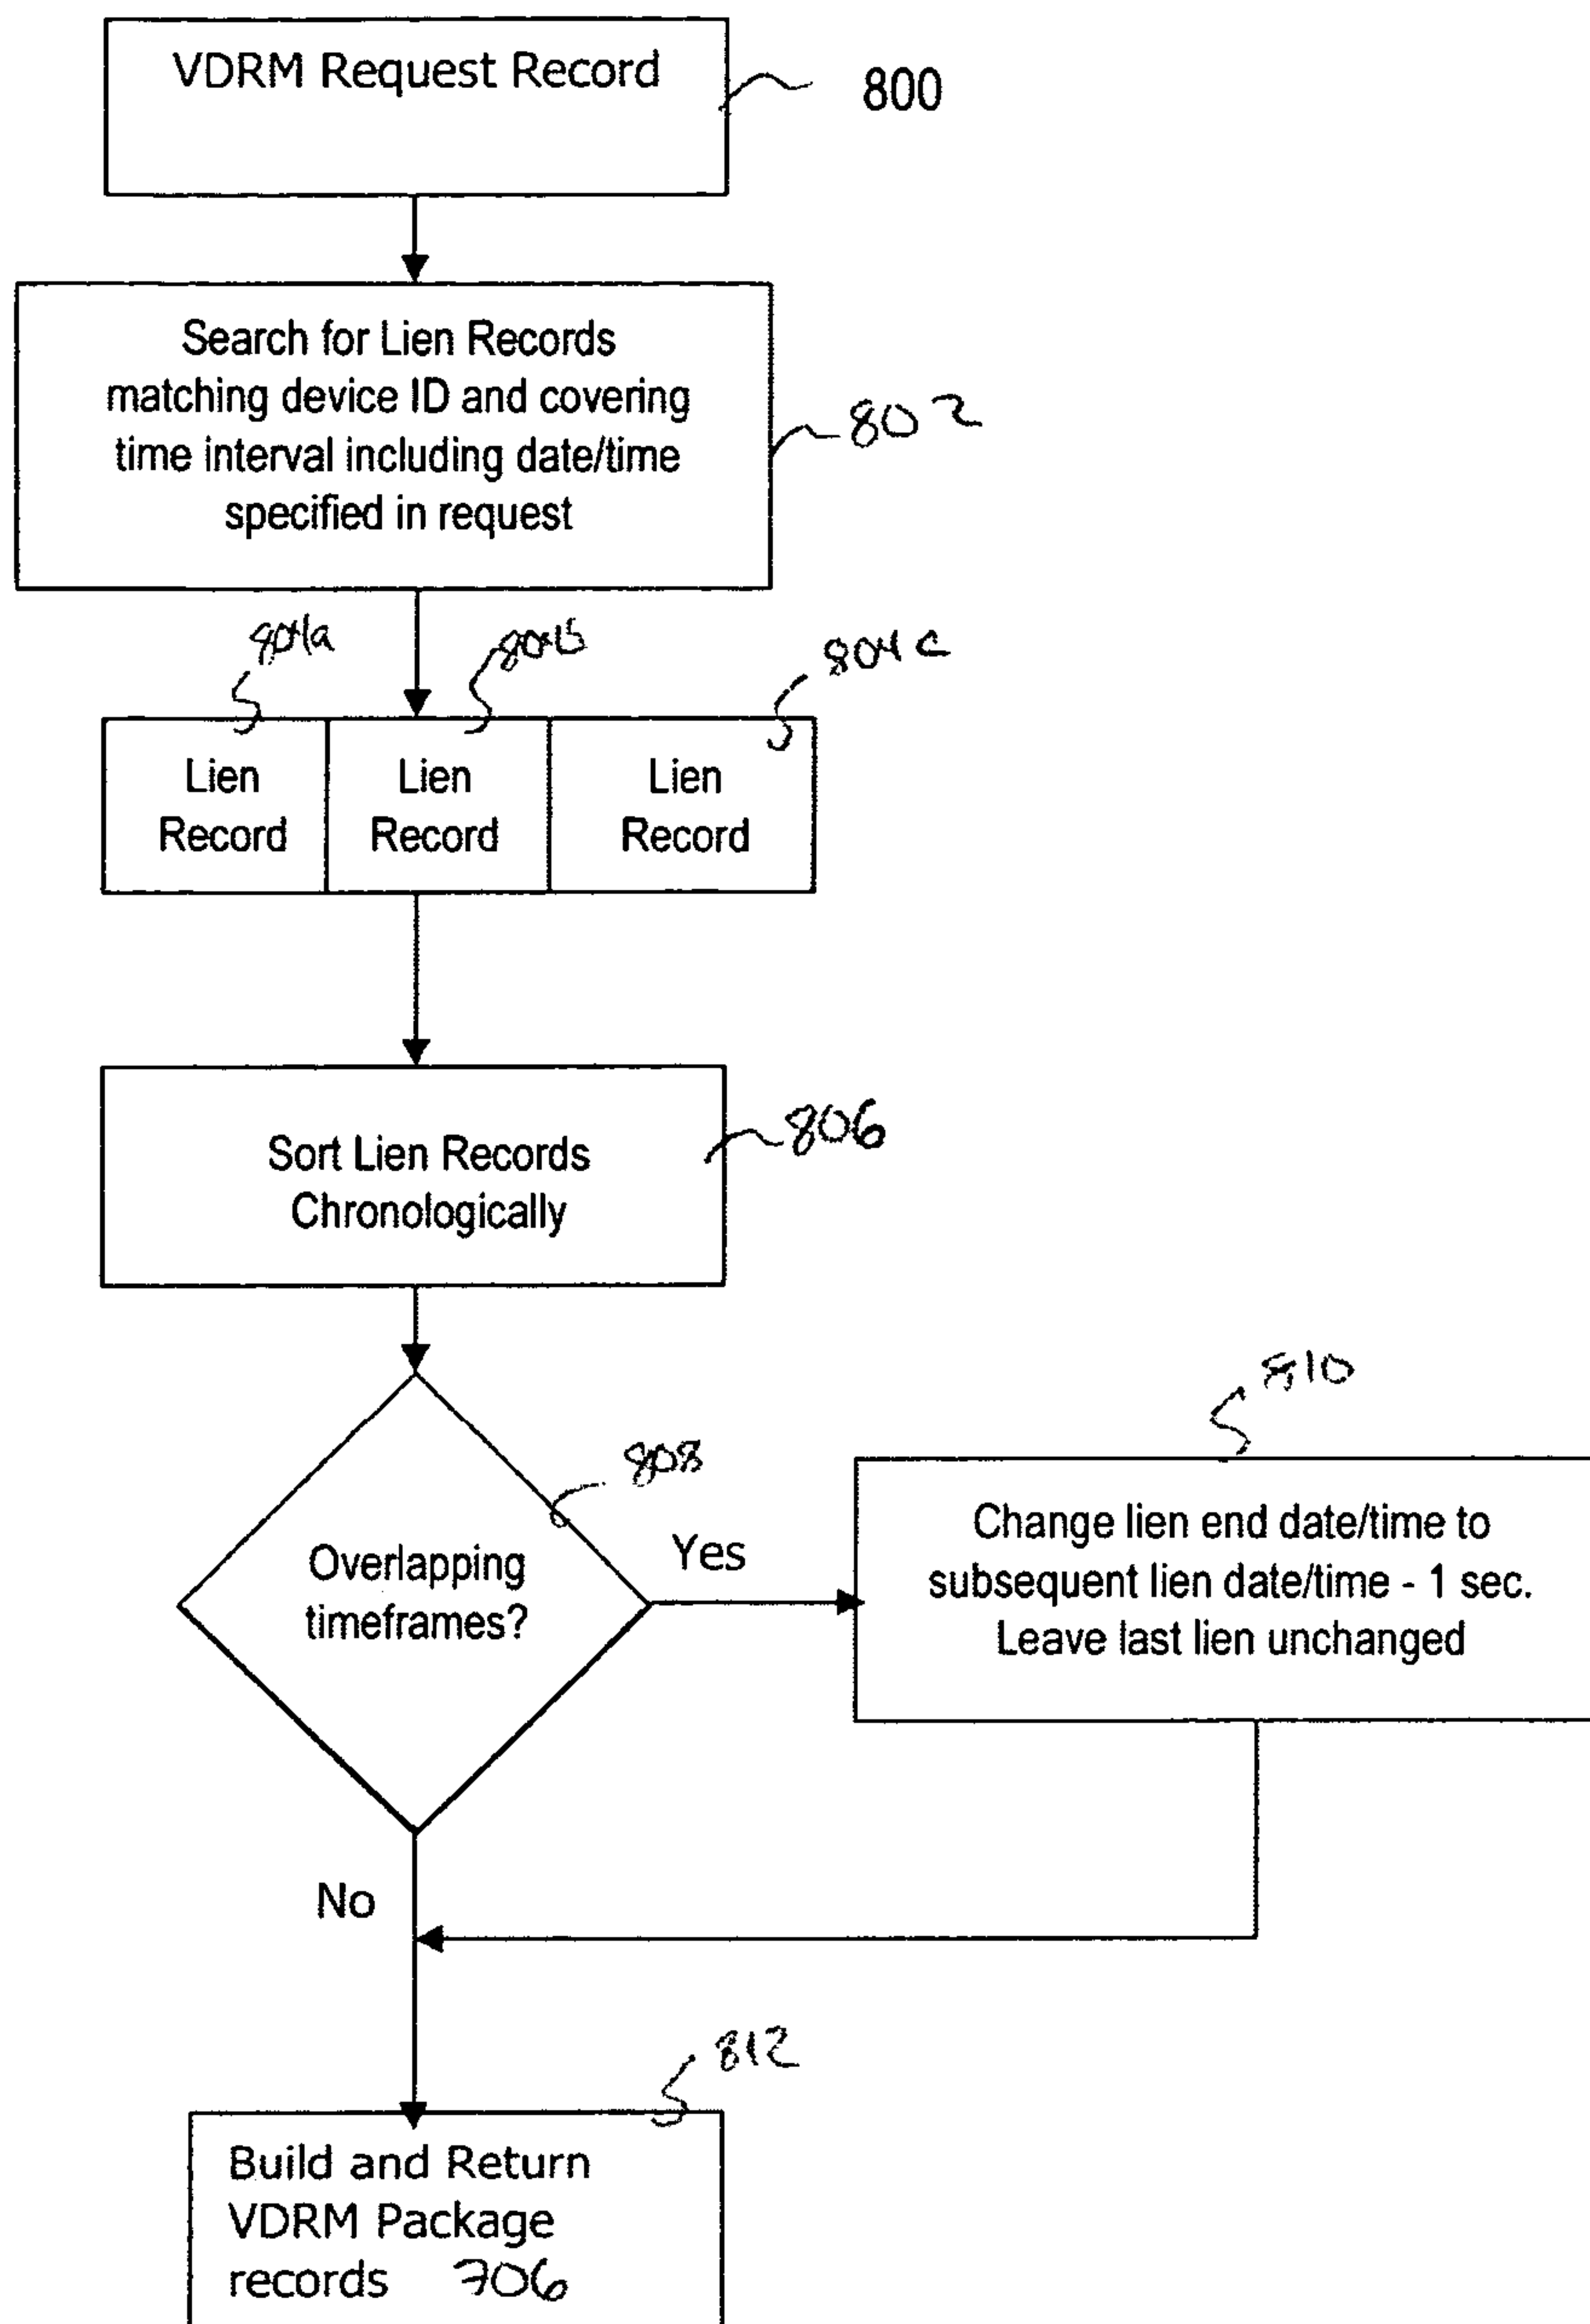 VDRM Request Record
800
Search for Lien Records
matching device ID and covering
time interval including date/time
specified in request
802
804a
804b
804c
Lien
Record
Lien
Record
Lien
Record
806
Sort Lien Records
Chronologically
810
808
Overlapping
timeframes?
Yes
Change lien end date/time to
subsequent lien date/time - 1 sec.
Leave last lien unchanged
No
812
Build and Return
VDRM Package
records 706